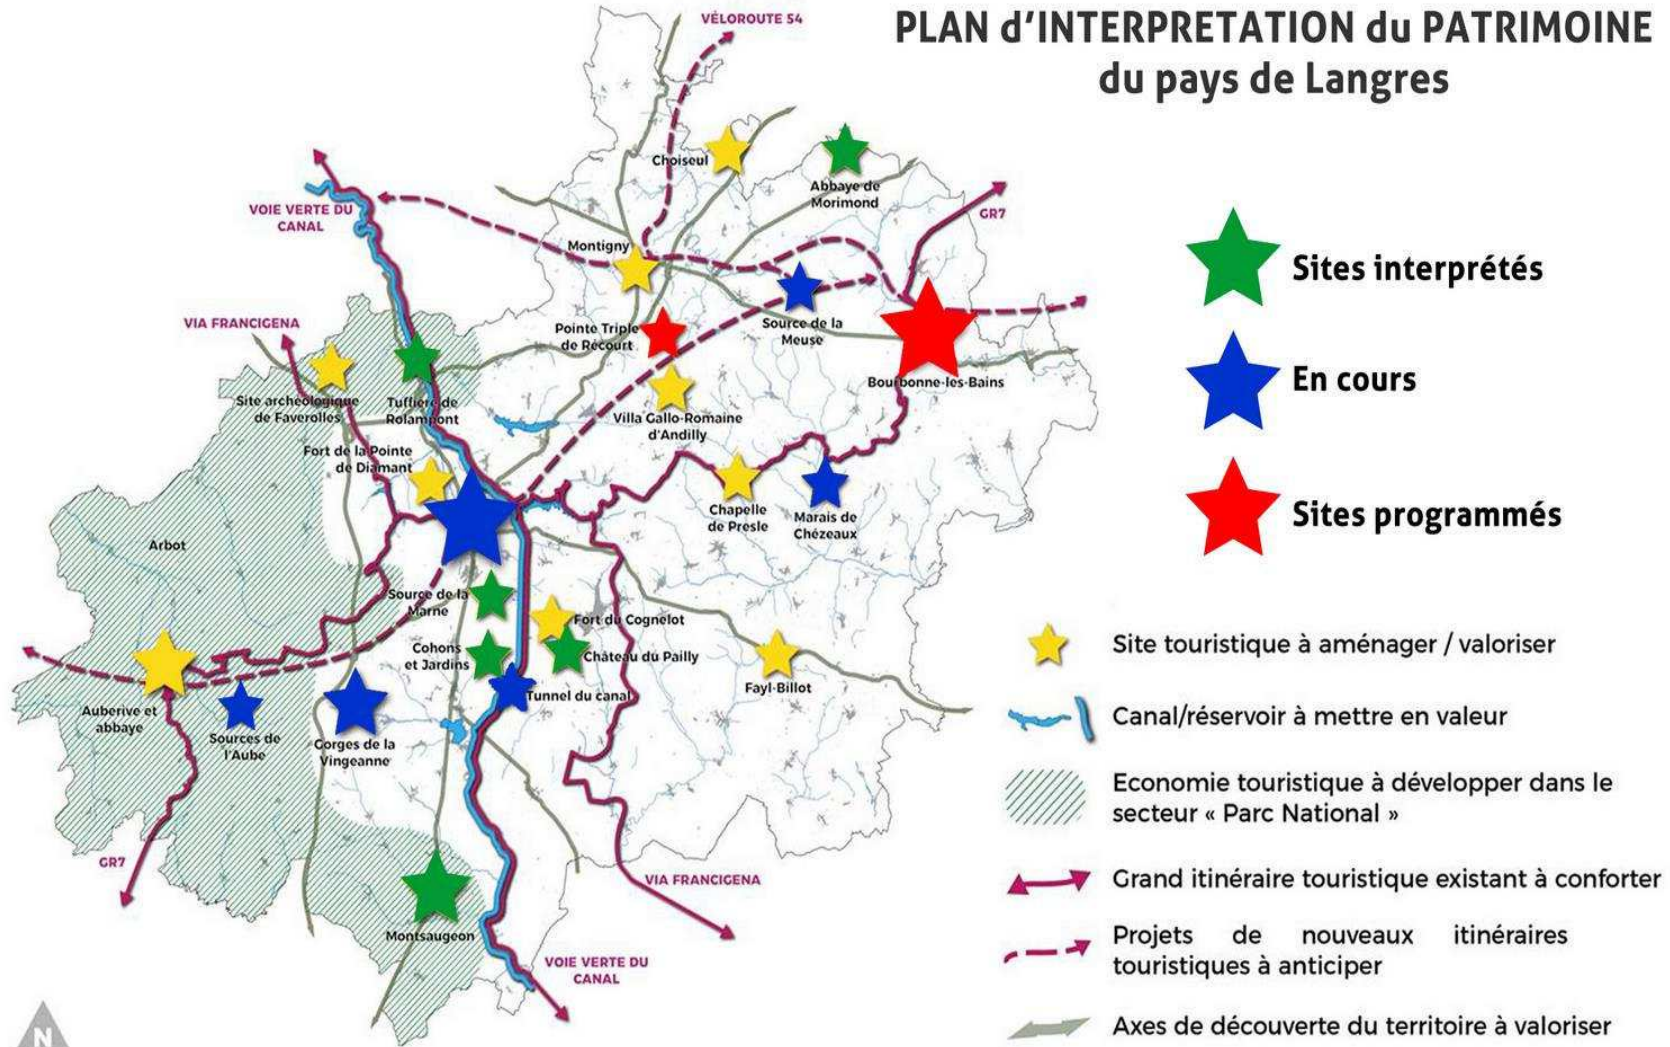 PLAN d'INTERPRETATION du PATRIMOINE
du pays de Langres
VÉLOROUTE 54
Choiseul
Abbaye de
Morimond
VOIE VERTE DU
CANAL
GR7
Montigny
Source de la
Meuse
Pointe Triple
de Récourt
VIA FRANCIGENA
Bourbonne-les-Bains
Site archéologique
de Faverolles
Tuffière de
Rolampont
Villa Gallo-Romaine
d'Andilly
Fort de la Pointe
de Diamant
Chapelle
de Presle
Marais de
Chézeaux
Arbot
Source de la
Marne
Fort du Cognelot
Cohons
et Jardins
Château du Pailly
Tunnel du canal
Fayl-Billot
Auberive et
abbaye
Sources de
l'Aube
Gorges de la
Vingeanne
GR7
VIA FRANCIGENA
Montsaugeon
VOIE VERTE DU
CANAL
N
Sites interprétés
En cours
Sites programmés
Site touristique à aménager / valoriser
Canal/réservoir à mettre en valeur
Economie touristique à développer dans le
secteur « Parc National »
Grand itinéraire touristique existant à conforter
Projets de nouveaux itinéraires
touristiques à anticiper
Axes de découverte du territoire à valoriser